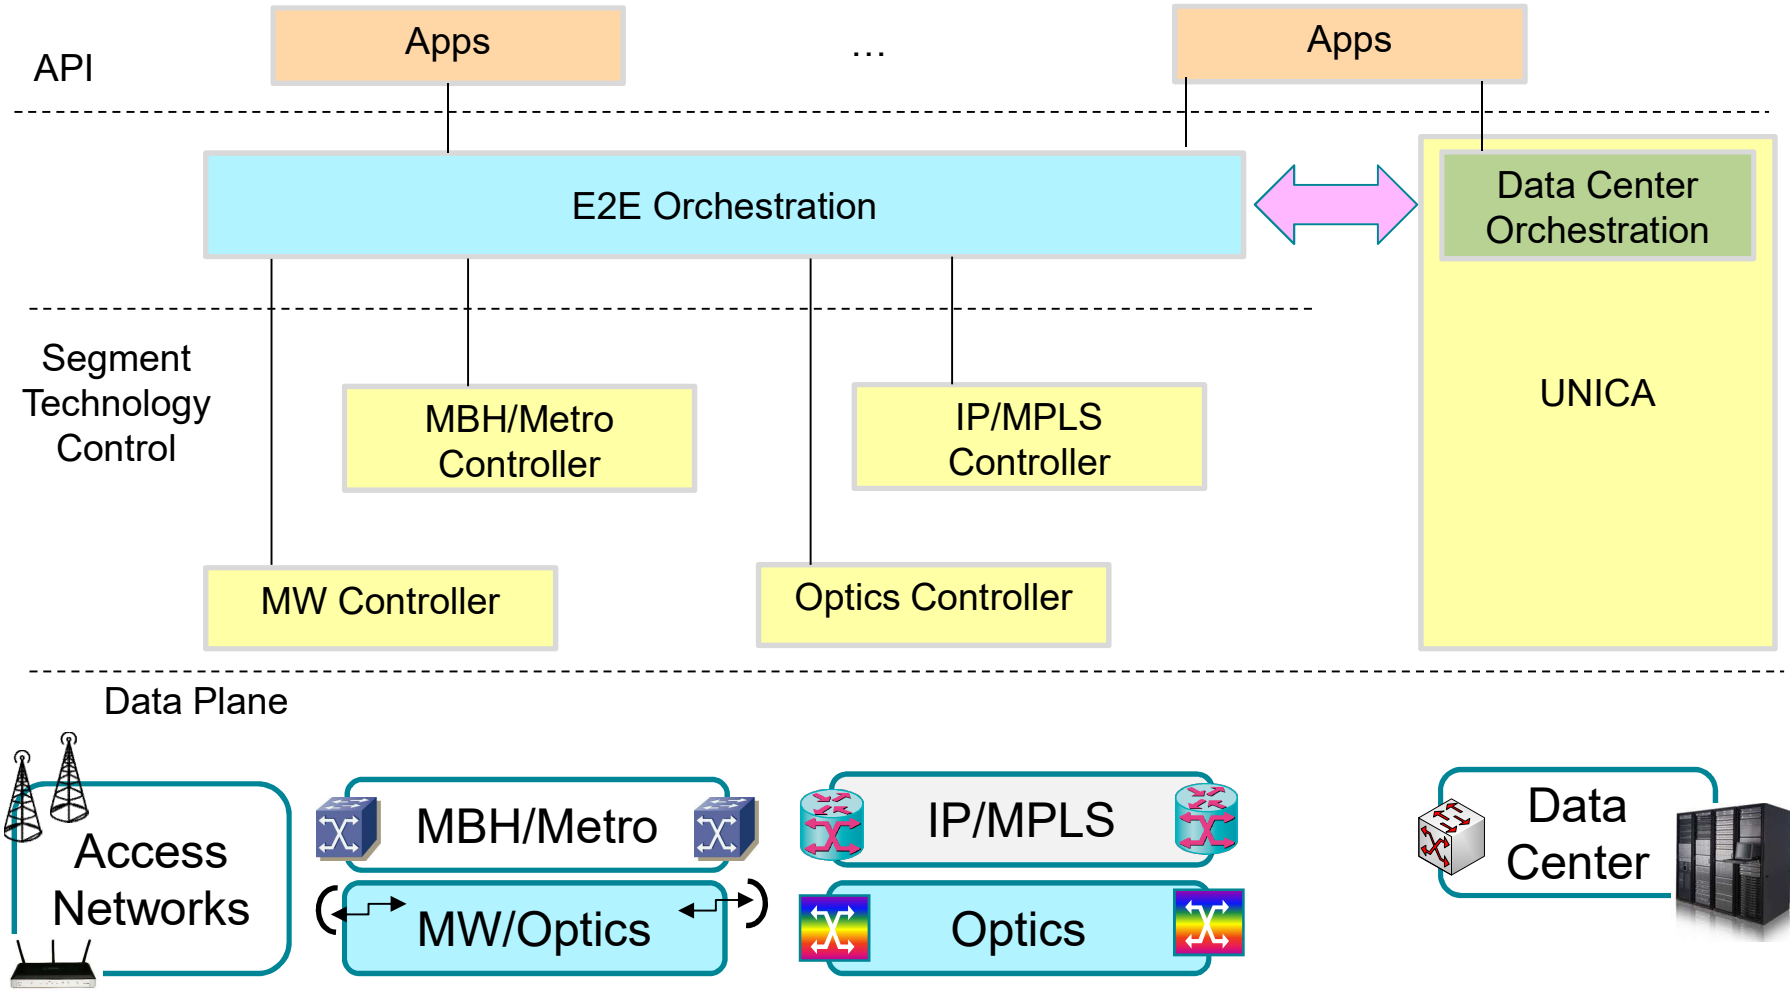 Apps
...
Apps
API
E2E Orchestration
Data Center
Orchestration
Segment
Technology
Control
MBH/Metro
Controller
IP/MPLS
Controller
UNICA
MW Controller
Optics Controller
Data Plane
Access
Networks
MBH/Metro
IP/MPLS
Data
Center
MW/Optics
Optics